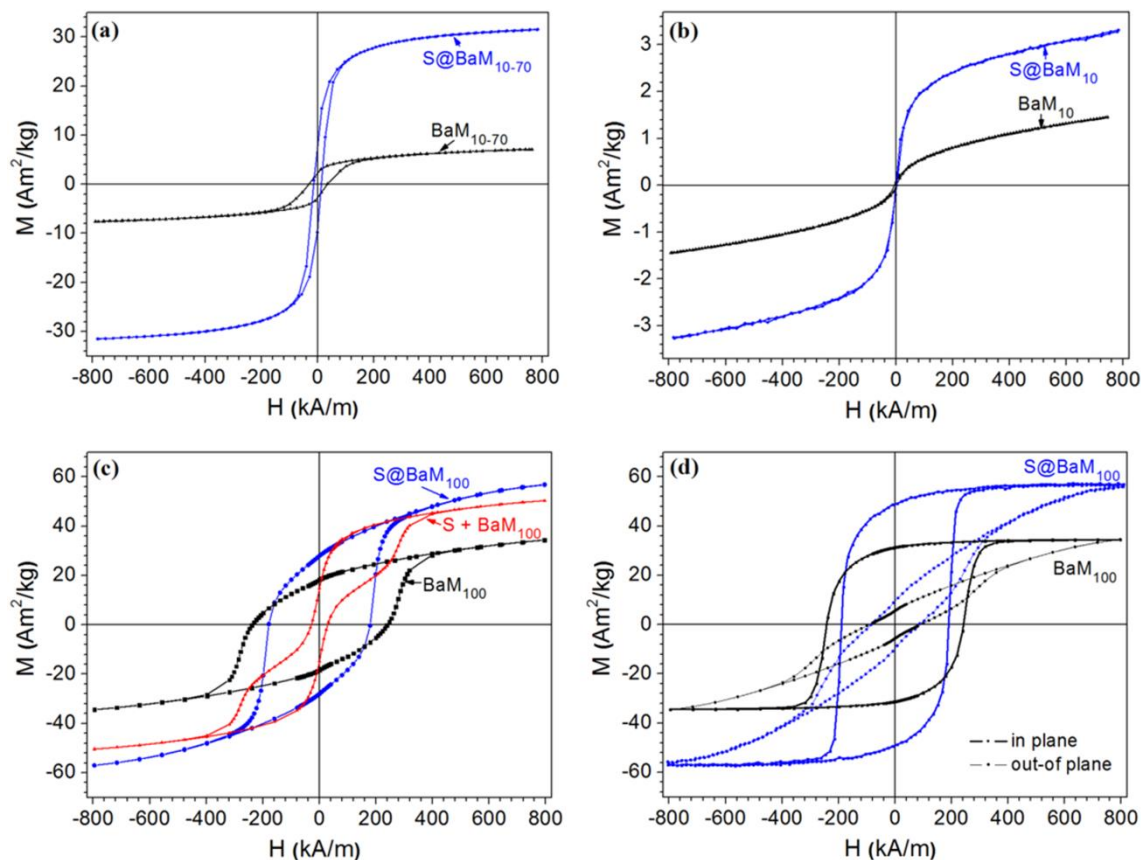 (a)
30
20
10
0
-10
-20
-30
M (Am²/kg)
S@BaM₁₀₋₇₀
BaM₁₀₋₇₀
-800 -600 -400 -200 0 200 400 600 800
H (kA/m)
(b)
3
2
1
0
-1
-2
-3
M (Am²/kg)
S@BaM₁₀
BaM₁₀
-800 -600 -400 -200 0 200 400 600 800
H (kA/m)
(c)
60
40
20
0
-20
-40
-60
M (Am²/kg)
S@BaM₁₀₀
S + BaM₁₀₀
BaM₁₀₀
-800 -600 -400 -200 0 200 400 600 800
H (kA/m)
(d)
60
40
20
0
-20
-40
-60
M (Am²/kg)
S@BaM₁₀₀
BaM₁₀₀
in plane
out-of plane
-800 -600 -400 -200 0 200 400 600 800
H (kA/m)